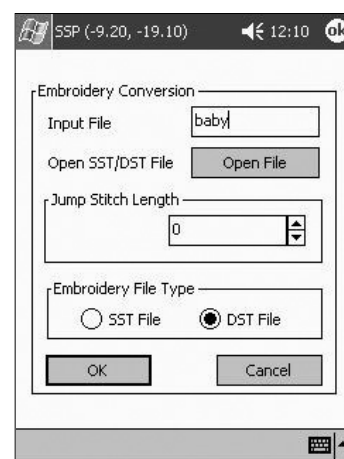 SSP (-9.20, -19.10) 12:10 ok
Embroidery Conversion
Input File baby
Open SST/DST File Open File
Jump Stitch Length
0
Embroidery File Type
SST File DST File
OK Cancel